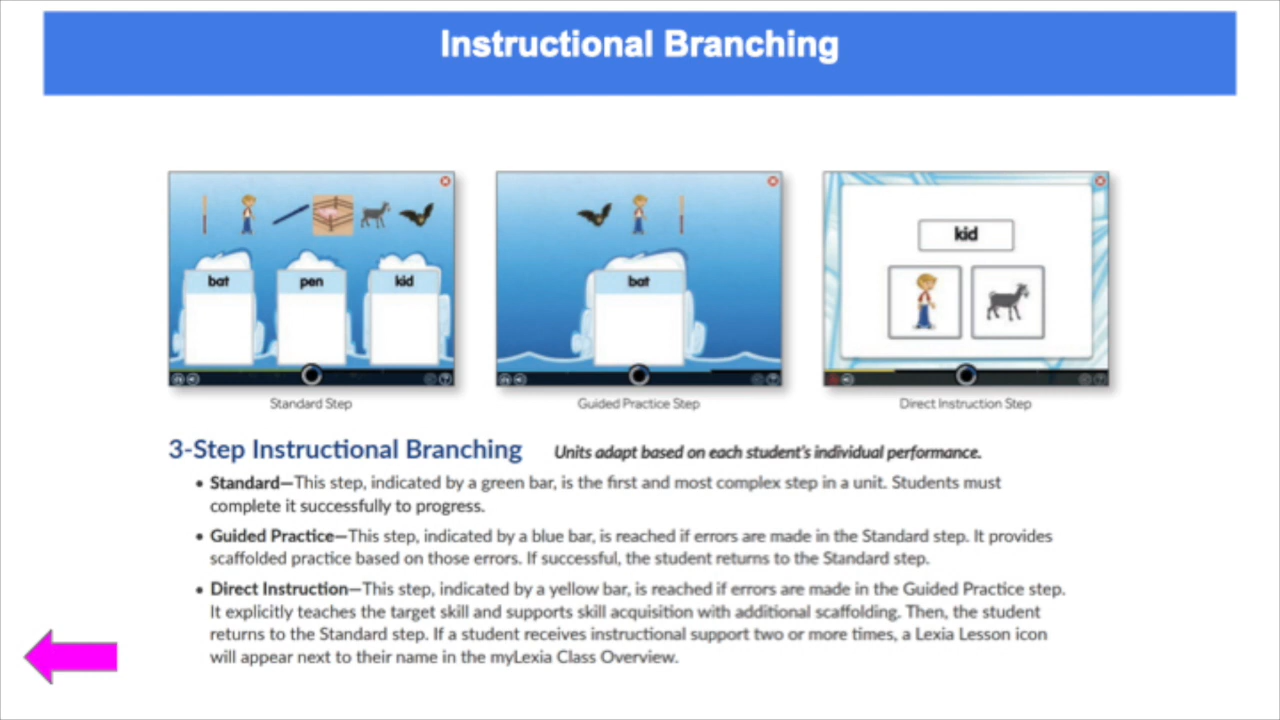 Instructional Branching
bat pen kid
bat
kid
Standard Step
Guided Practice Step
Direct Instruction Step
3-Step Instructional Branching Units adapt based on each student's individual performance.
• Standard—This step, indicated by a green bar, is the first and most complex step in a unit. Students must
complete it successfully to progress.
• Guided Practice—This step, indicated by a blue bar, is reached if errors are made in the Standard step. It provides
scaffolded practice based on those errors. If successful, the student returns to the Standard step.
• Direct Instruction—This step, indicated by a yellow bar, is reached if errors are made in the Guided Practice step.
It explicitly teaches the target skill and supports skill acquisition with additional scaffolding. Then, the student
returns to the Standard step. If a student receives instructional support two or more times, a Lexia Lesson icon
will appear next to their name in the myLexia Class Overview.